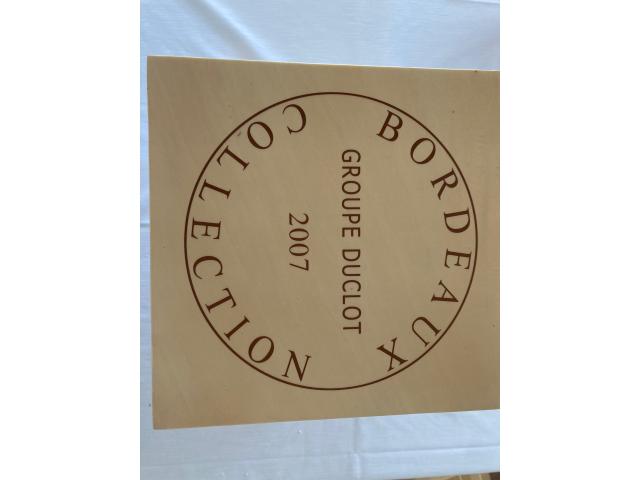 BORDEAUX
GROUPE DUCLOT
2007
COLLECTION